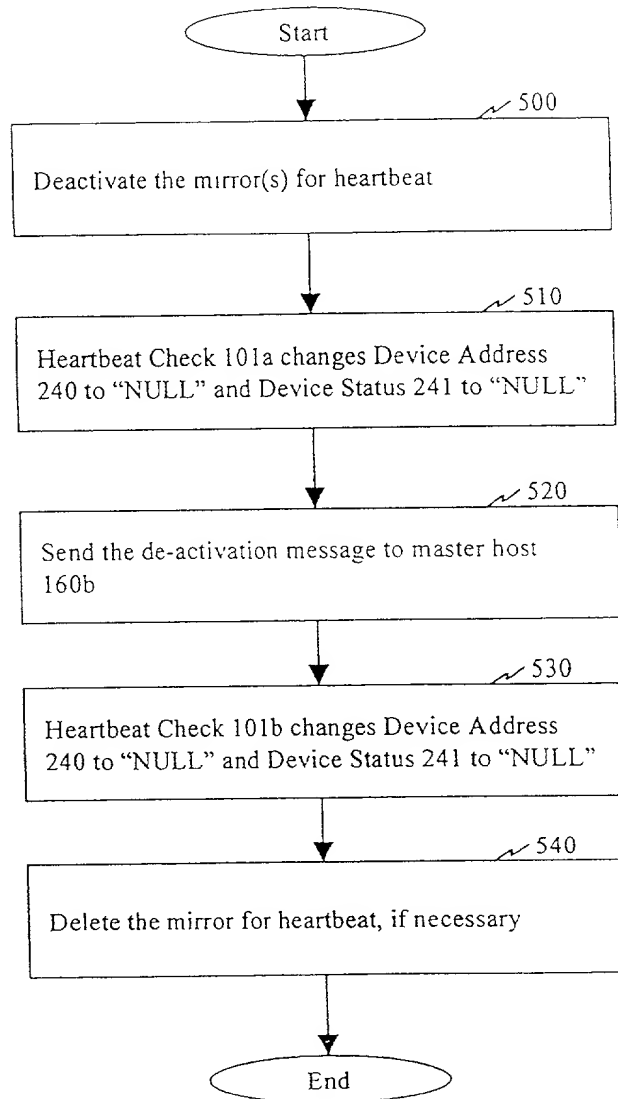 Start
500
Deactivate the mirror(s) for heartbeat
510
Heartbeat Check 101a changes Device Address
240 to “NULL” and Device Status 241 to “NULL”
520
Send the de-activation message to master host
160b
530
Heartbeat Check 101b changes Device Address
240 to “NULL” and Device Status 241 to “NULL”
540
Delete the mirror for heartbeat, if necessary
End